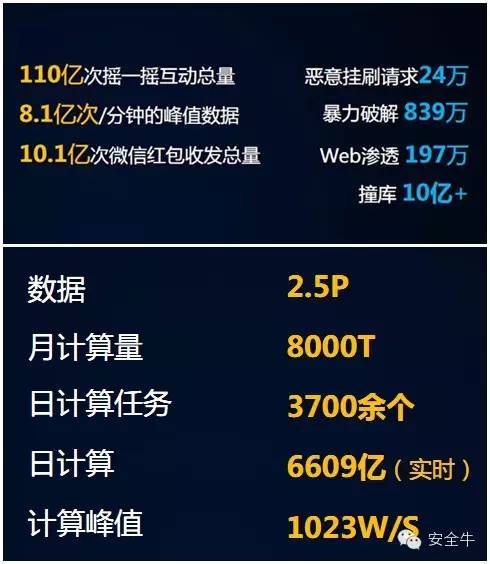 110亿次摇一摇互动总量
8.1亿次/分钟的峰值数据
10.1亿次微信红包收发总量
恶意挂刷请求24万
暴力破解 839万
Web渗透 197万
撞库 10亿+
数据 2.5P
月计算量 8000T
日计算任务 3700余个
日计算 6609亿（实时）
计算峰值 1023W/S
安全牛